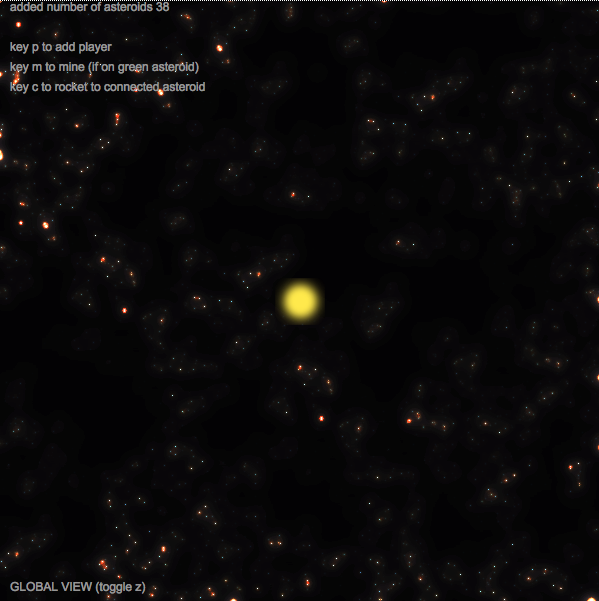 added number of asteroids 38
key p to add player
key m to mine (if on green asteroid)
key c to rocket to connected asteroid
GLOBAL VIEW (toggle z)